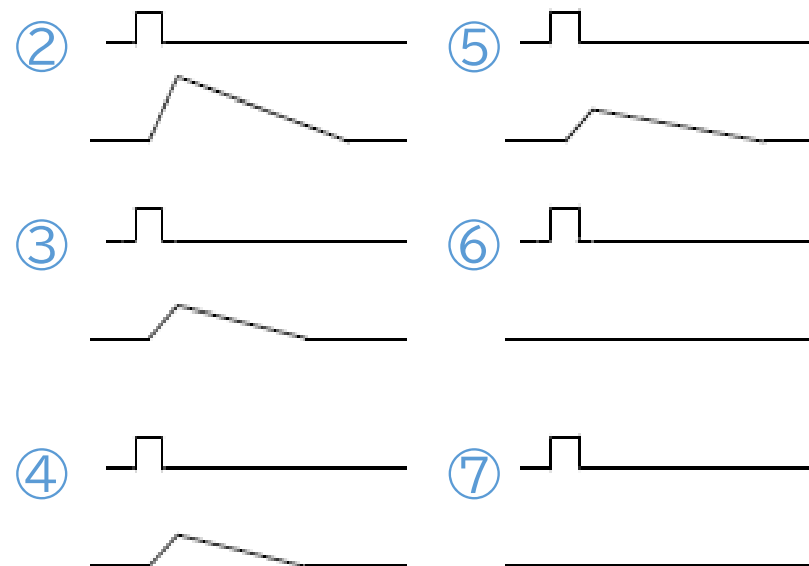 ② ⑤
③ ⑥
④ ⑦